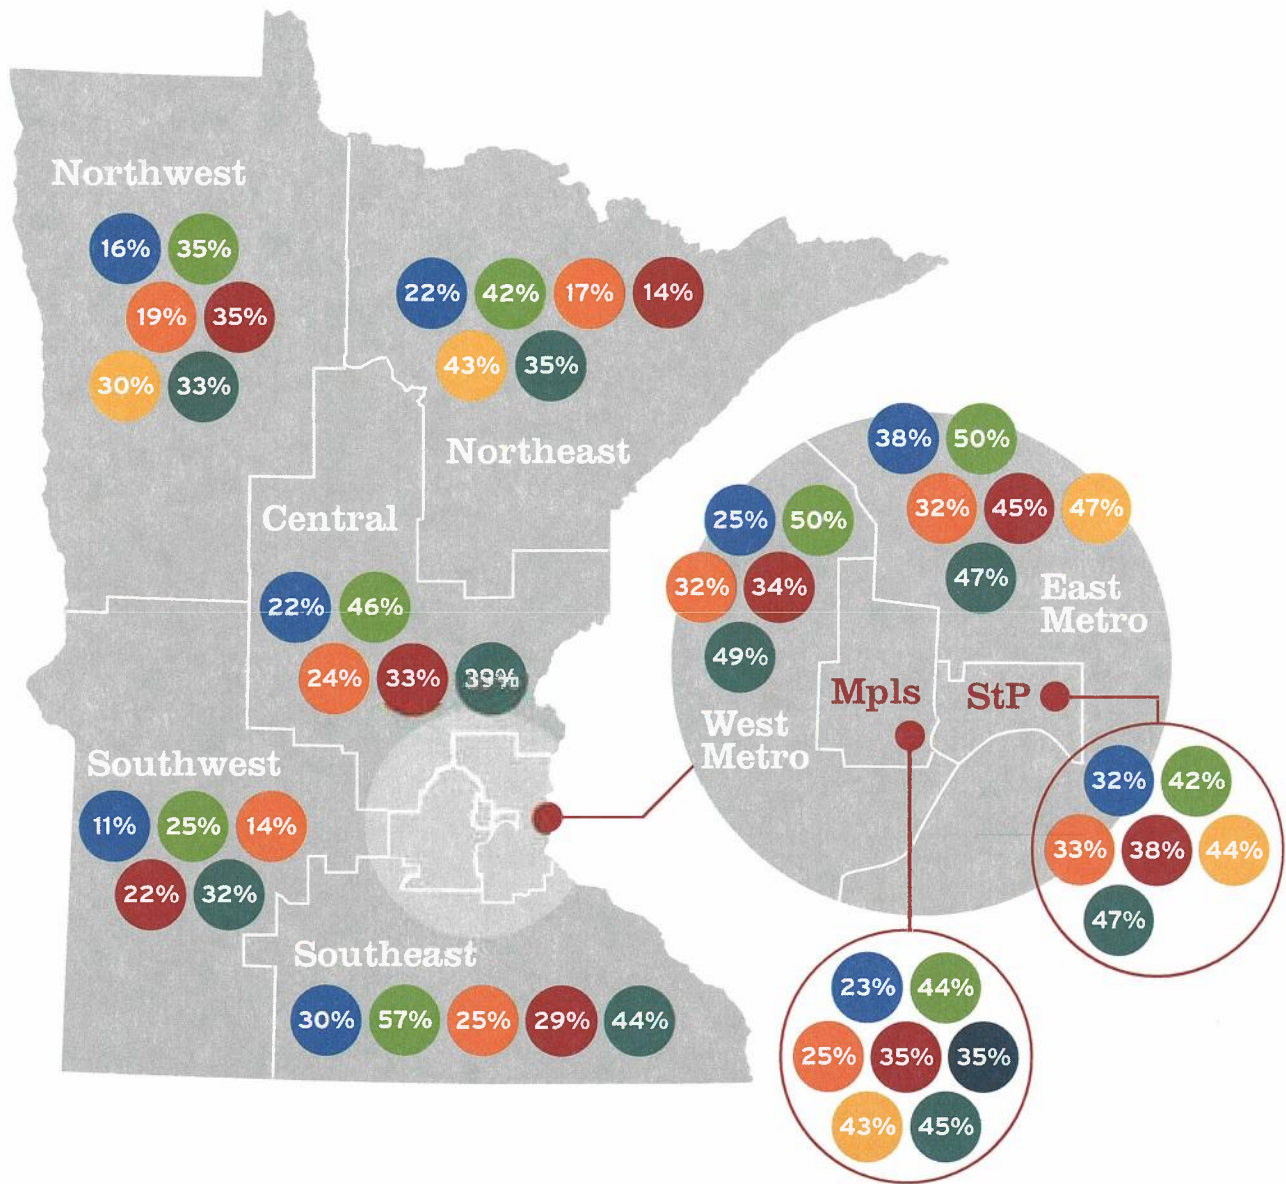 Northwest
16% 35%
19% 35%
30% 33%
22% 42% 17% 14%
43% 35%
Northeast
Central
22% 46%
24% 33% 39%
Southwest
11% 25% 14%
22% 32%
Southeast
30% 57% 25% 29% 44%
38% 50%
32% 45% 47%
47%
East
Metro
25% 50%
32% 34%
49%
West
Metro
Mpls
StP
32% 42%
33% 38% 44%
47%
23% 44%
25% 35% 35%
43% 45%